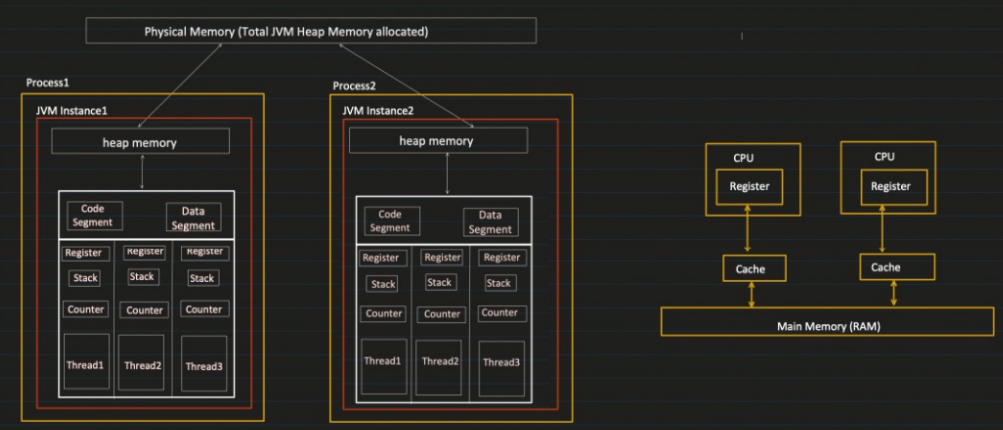 Physical Memory (Total JVM Heap Memory allocated)
Process1
JVM Instance1
heap memory
Code
Segment
Data
Segment
Register
Register
Register
Stack
Stack
Stack
Counter
Counter
Counter
Thread1
Thread2
Thread3
Process2
JVM Instance2
heap memory
Code
Segment
Data
Segment
Register
Register
Register
Stack
Stack
Stack
Counter
Counter
Counter
Thread1
Thread2
Thread3
CPU
Register
Cache
CPU
Register
Cache
Main Memory (RAM)